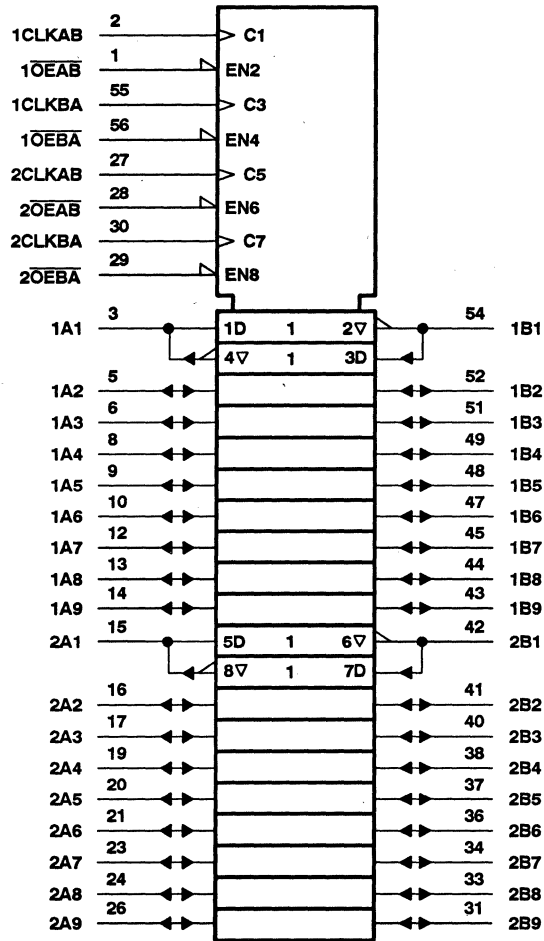 1CLKAB 2 C1
1OEAB 1 EN2
1CLKBA 55 C3
1OEBA 56 EN4
2CLKAB 27 C5
2OEAB 28 EN6
2CLKBA 30 C7
2OEBA 29 EN8
1A1 3 1D 1 2▽ 54 1B1
4▽ 1 3D
1A2 5 52 1B2
1A3 6 51 1B3
1A4 8 49 1B4
1A5 9 48 1B5
1A6 10 47 1B6
1A7 12 45 1B7
1A8 13 44 1B8
1A9 14 43 1B9
2A1 15 5D 1 6▽ 42 2B1
8▽ 1 7D
2A2 16 41 2B2
2A3 17 40 2B3
2A4 19 38 2B4
2A5 20 37 2B5
2A6 21 36 2B6
2A7 23 34 2B7
2A8 24 33 2B8
2A9 26 31 2B9